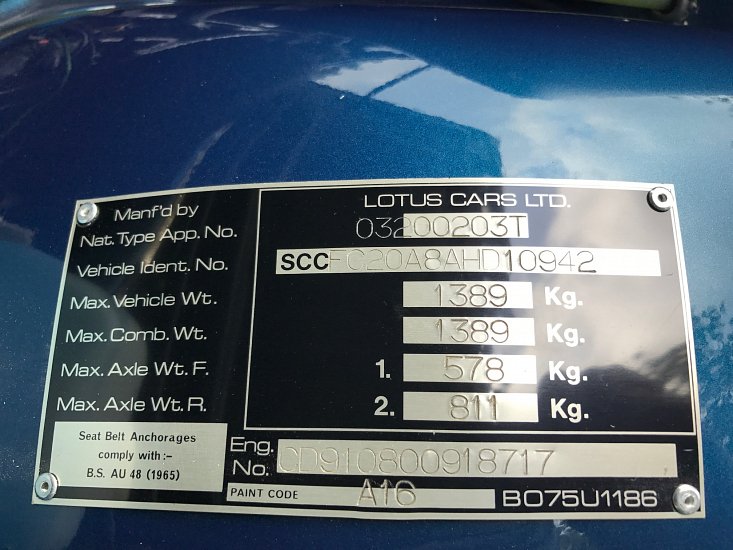 Manf'd by LOTUS CARS LTD.
Nat. Type App. No. 03200203T
Vehicle Ident. No. SCCFC20A8AHD10942
Max. Vehicle Wt. 1389 Kg.
Max. Comb. Wt. 1389 Kg.
Max. Axle Wt. F. 1. 578 Kg.
Max. Axle Wt. R. 2. 811 Kg.
Seat Belt Anchorages
comply with :–
B.S. AU 48 (1965)
Eng. No. CD910800918717
PAINT CODE A16 BO75U1186